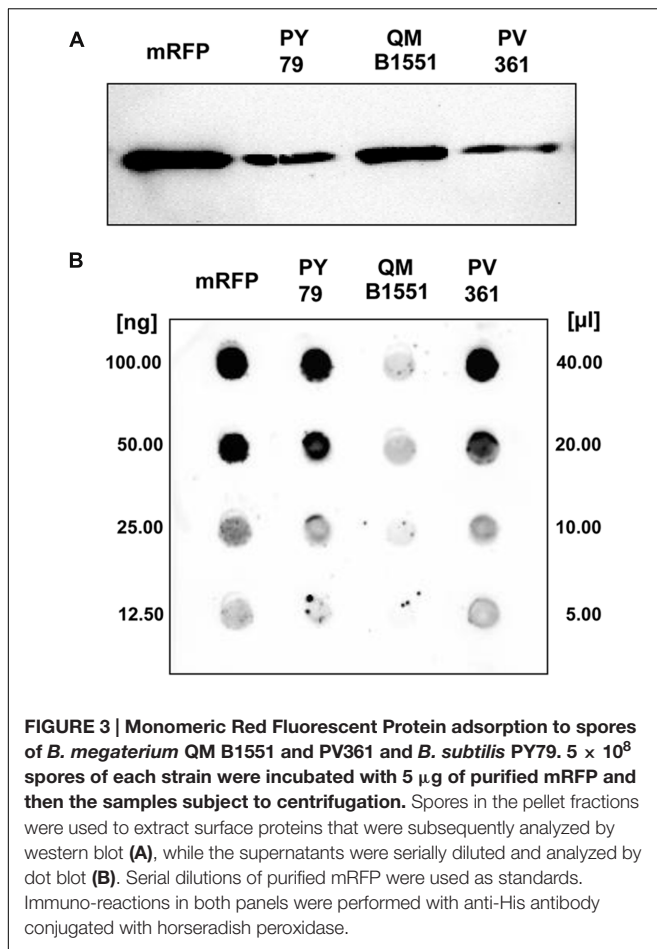 A
mRFP
PY 79
QM B1551
PV 361
B
mRFP
PY 79
QM B1551
PV 361
[ng]
[µl]
100.00
40.00
50.00
20.00
25.00
10.00
12.50
5.00
FIGURE 3 | Monomeric Red Fluorescent Protein adsorption to spores
of B. megaterium QM B1551 and PV361 and B. subtilis PY79. 5 × 10⁸
spores of each strain were incubated with 5 µg of purified mRFP and
then the samples subject to centrifugation. Spores in the pellet fractions
were used to extract surface proteins that were subsequently analyzed by
western blot (A), while the supernatants were serially diluted and analyzed by
dot blot (B). Serial dilutions of purified mRFP were used as standards.
Immuno-reactions in both panels were performed with anti-His antibody
conjugated with horseradish peroxidase.